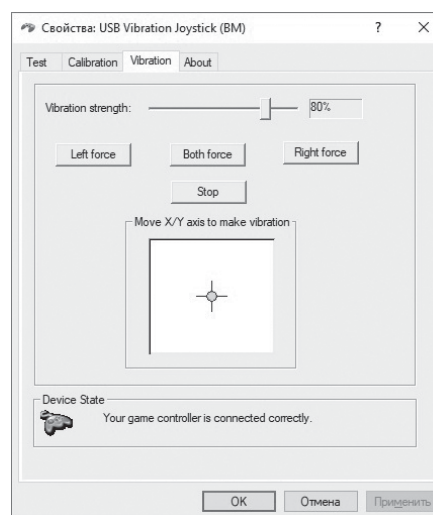 Свойства: USB Vibration Joystick (BM) ? ×
Test Calibration Vibration About
Vibration strength: 80%
Left force Both force Right force
Stop
Move X/Y axis to make vibration
Device State
Your game controller is connected correctly.
OK Отмена Применить